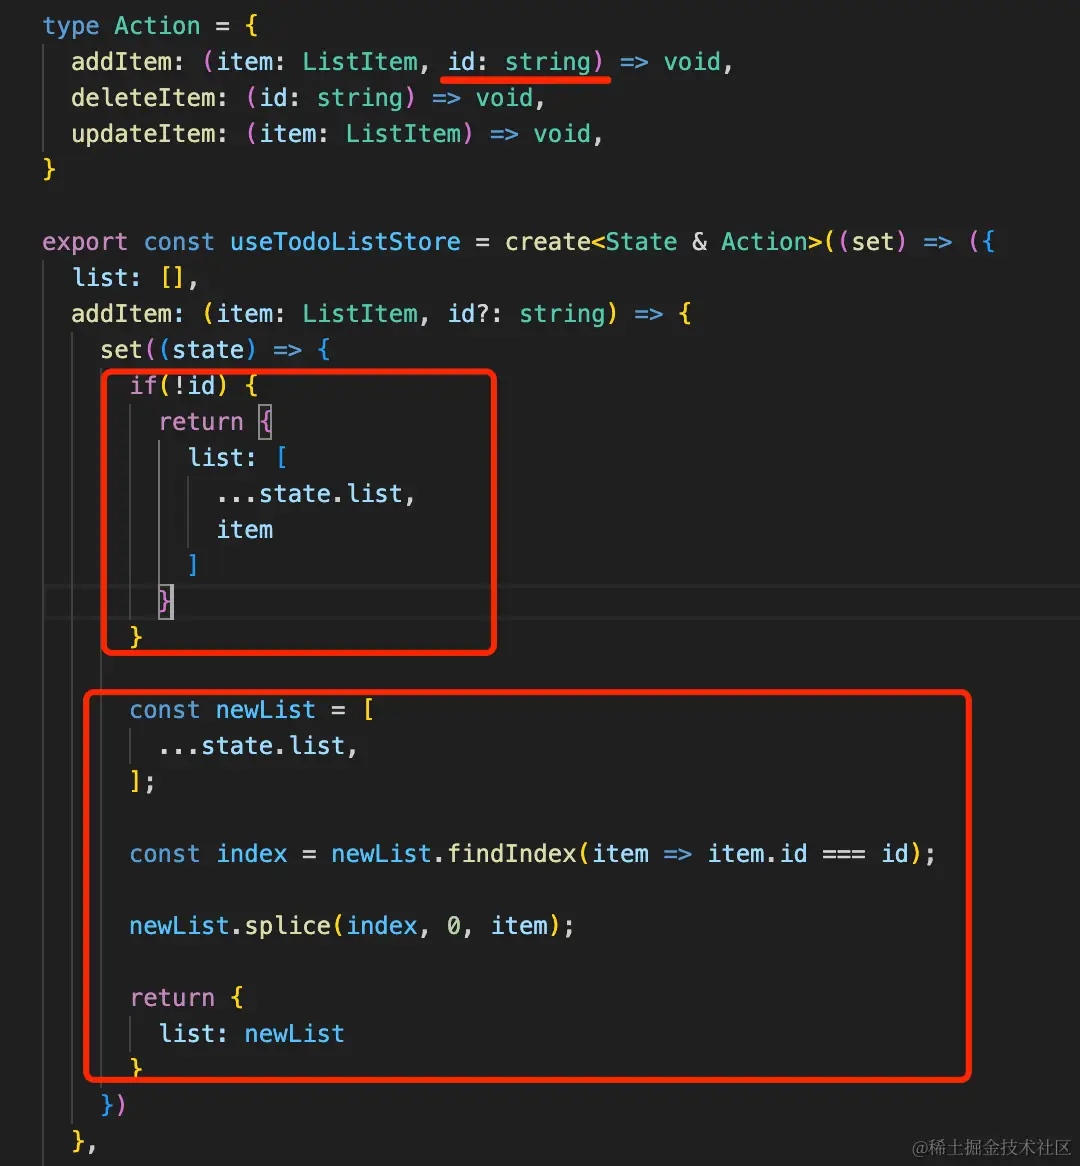 type Action = {
  addItem: (item: ListItem, id: string) => void,
  deleteItem: (id: string) => void,
  updateItem: (item: ListItem) => void,
}

export const useTodoListStore = create<State & Action>((set) => ({
  list: [],
  addItem: (item: ListItem, id?: string) => {
    set((state) => {
      if(!id) {
        return {
          list: [
            ...state.list,
            item
          ]
        }
      }

      const newList = [
        ...state.list,
      ];

      const index = newList.findIndex(item => item.id === id);

      newList.splice(index, 0, item);

      return {
        list: newList
      }
    })
  },
@稀土掘金技术社区